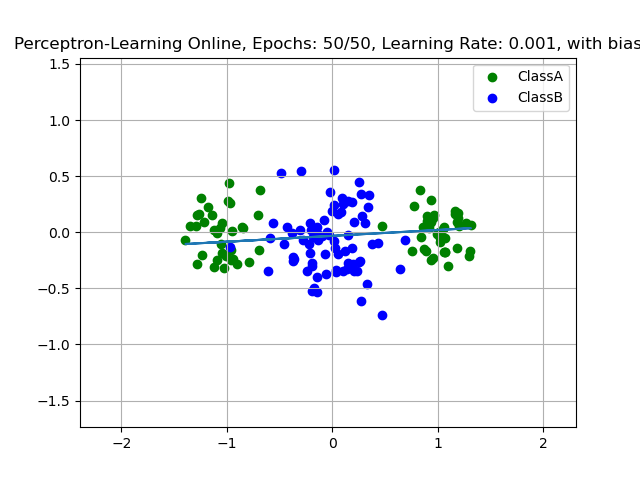 Perceptron-Learning Online, Epochs: 50/50, Learning Rate: 0.001, with bias
ClassA
ClassB
1.5
1.0
0.5
0.0
−0.5
−1.0
−1.5
−2 −1 0 1 2